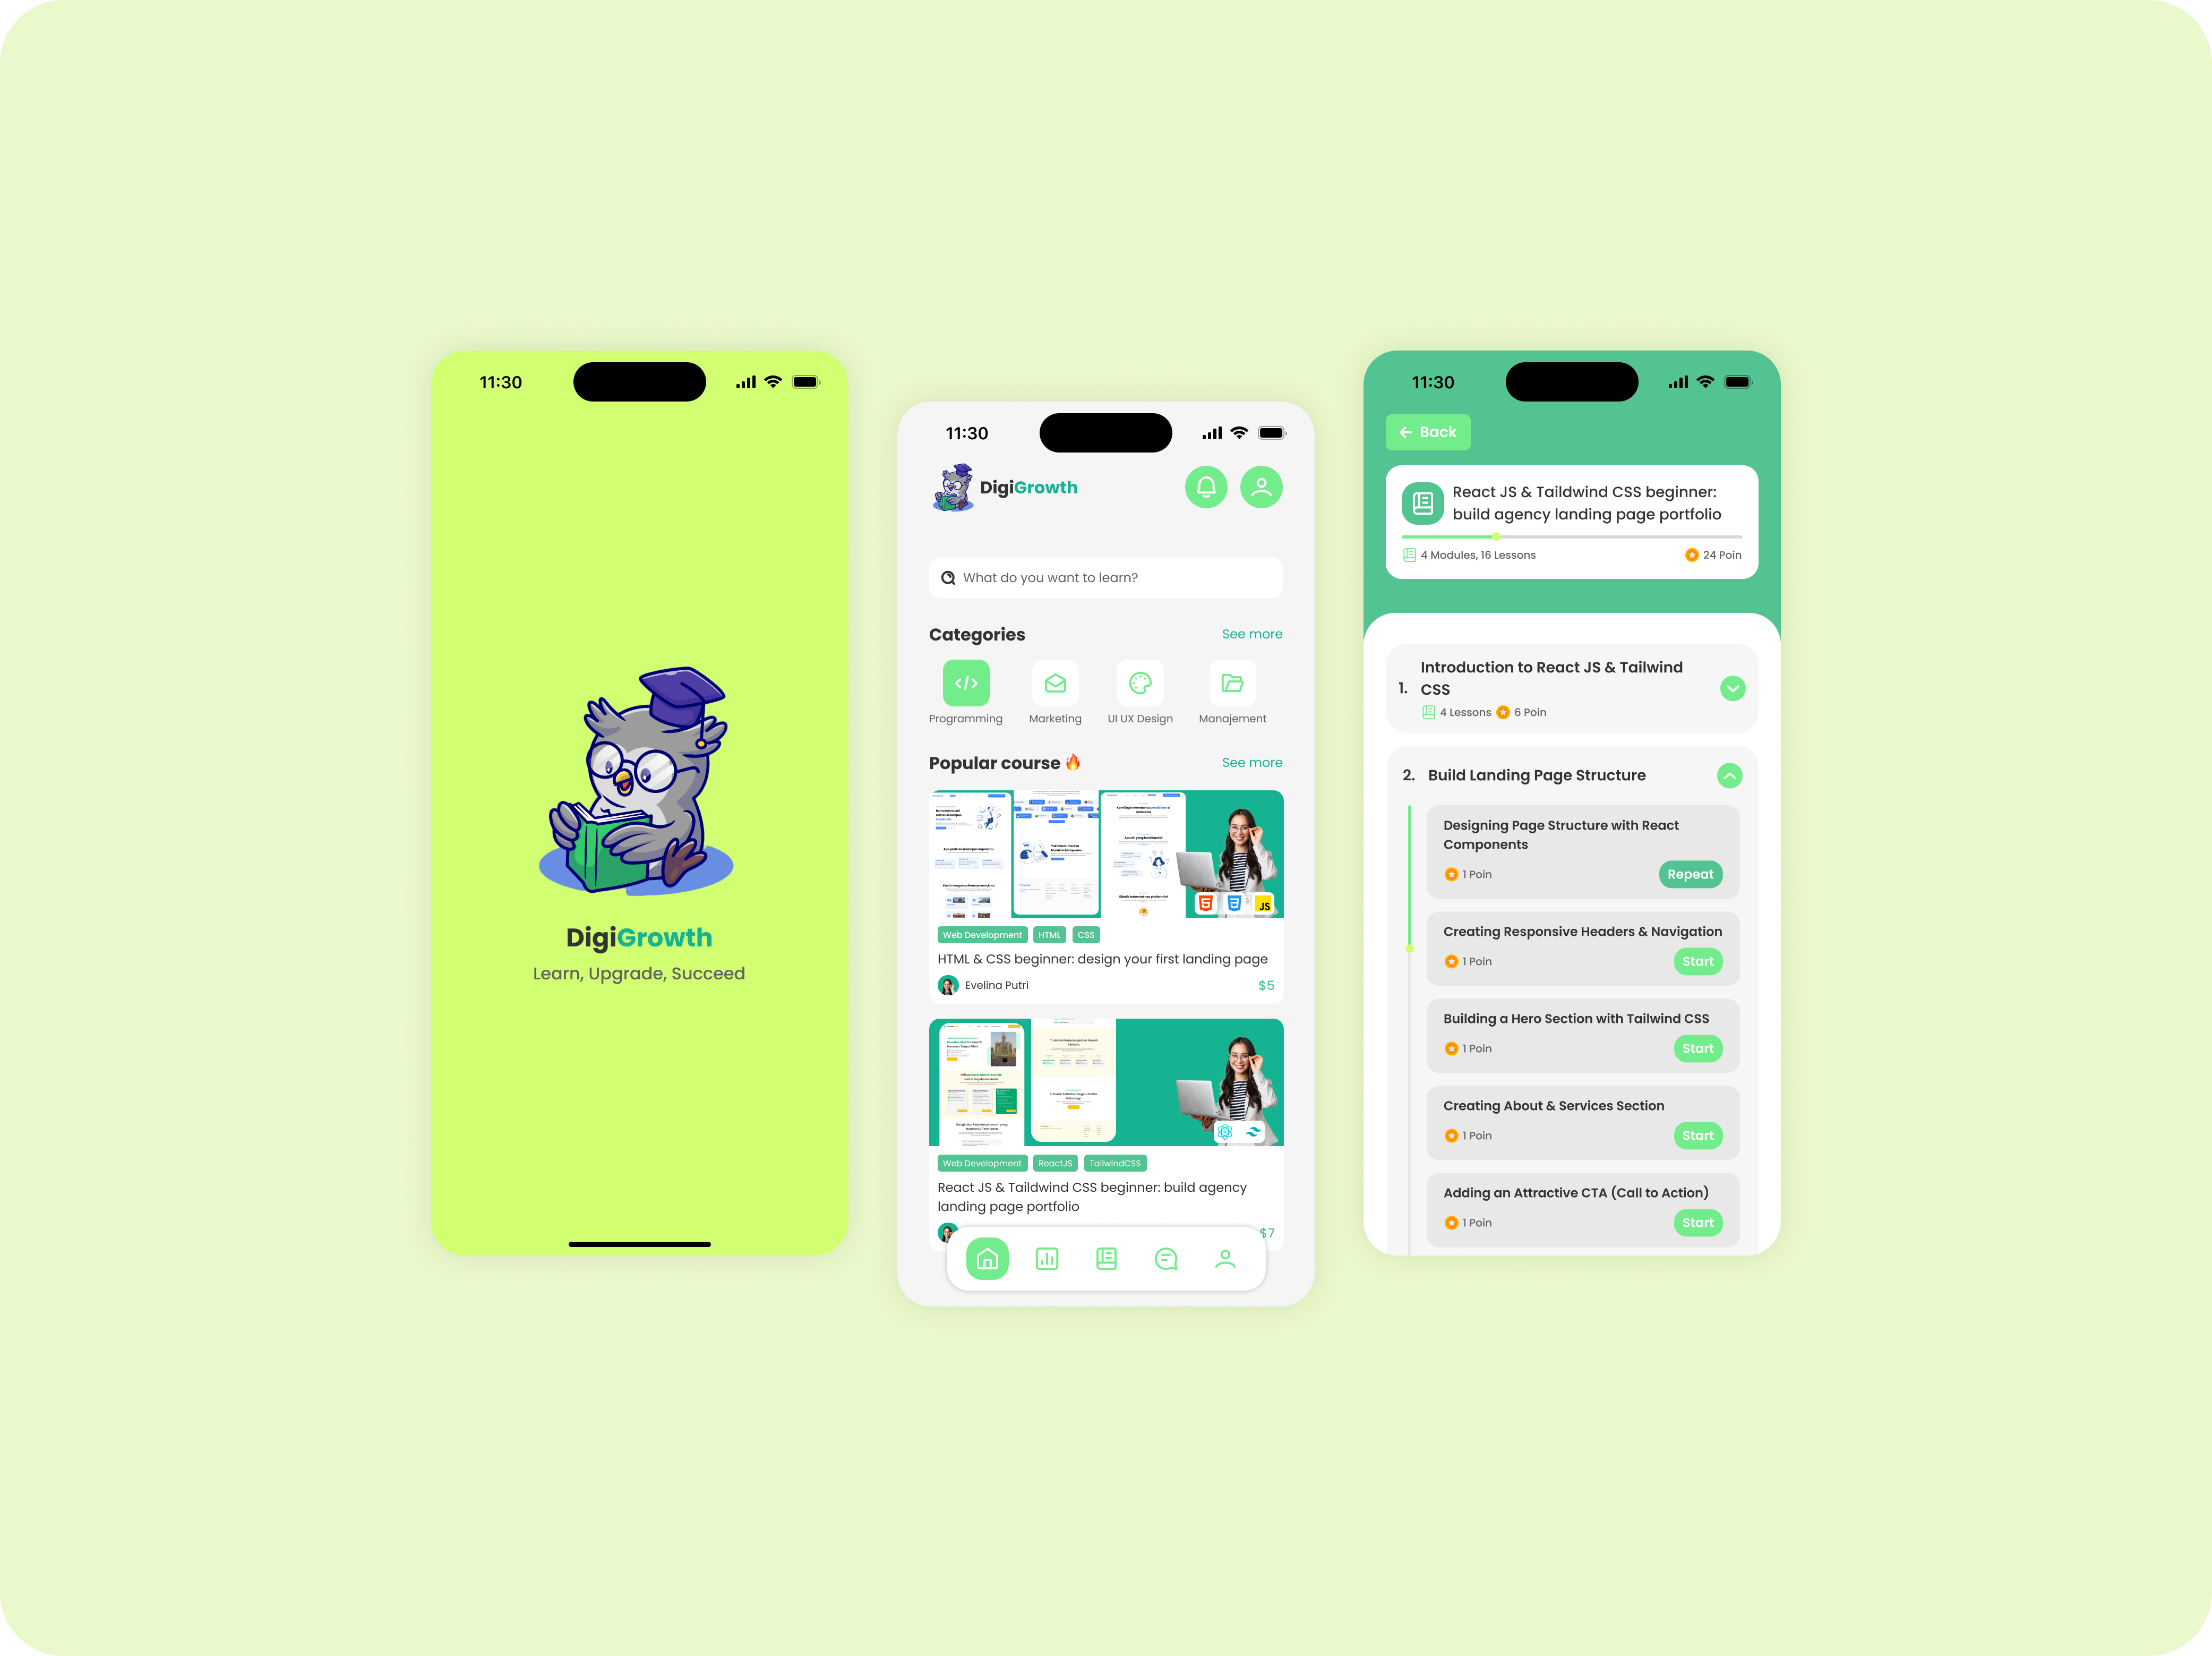 11:30
DigiGrowth
Learn, Upgrade, Succeed
11:30
DigiGrowth
What do you want to learn?
Categories
See more
Programming
Marketing
UI UX Design
Manajement
Popular course
See more
JS
Web Development
HTML
CSS
HTML & CSS beginner: design your first landing page
Evelina Putri
$5
Web Development
ReactJS
TailwindCSS
React JS & Taildwind CSS beginner: build agency
landing page portfolio
$7
11:30
Back
React JS & Taildwind CSS beginner:
build agency landing page portfolio
4 Modules, 16 Lessons
24 Poin
1.
Introduction to React JS & Tailwind
CSS
4 Lessons
6 Poin
2.
Build Landing Page Structure
Designing Page Structure with React
Components
1 Poin
Repeat
Creating Responsive Headers & Navigation
1 Poin
Start
Building a Hero Section with Tailwind CSS
1 Poin
Start
Creating About & Services Section
1 Poin
Start
Adding an Attractive CTA (Call to Action)
1 Poin
Start